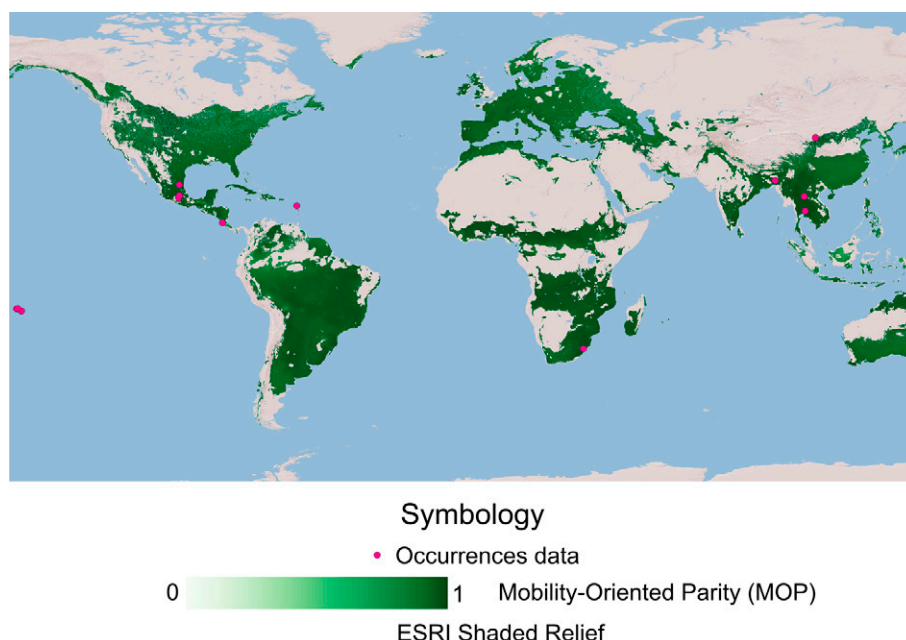 Symbology
Occurrences data
0 1 Mobility-Oriented Parity (MOP)
ESRI Shaded Relief